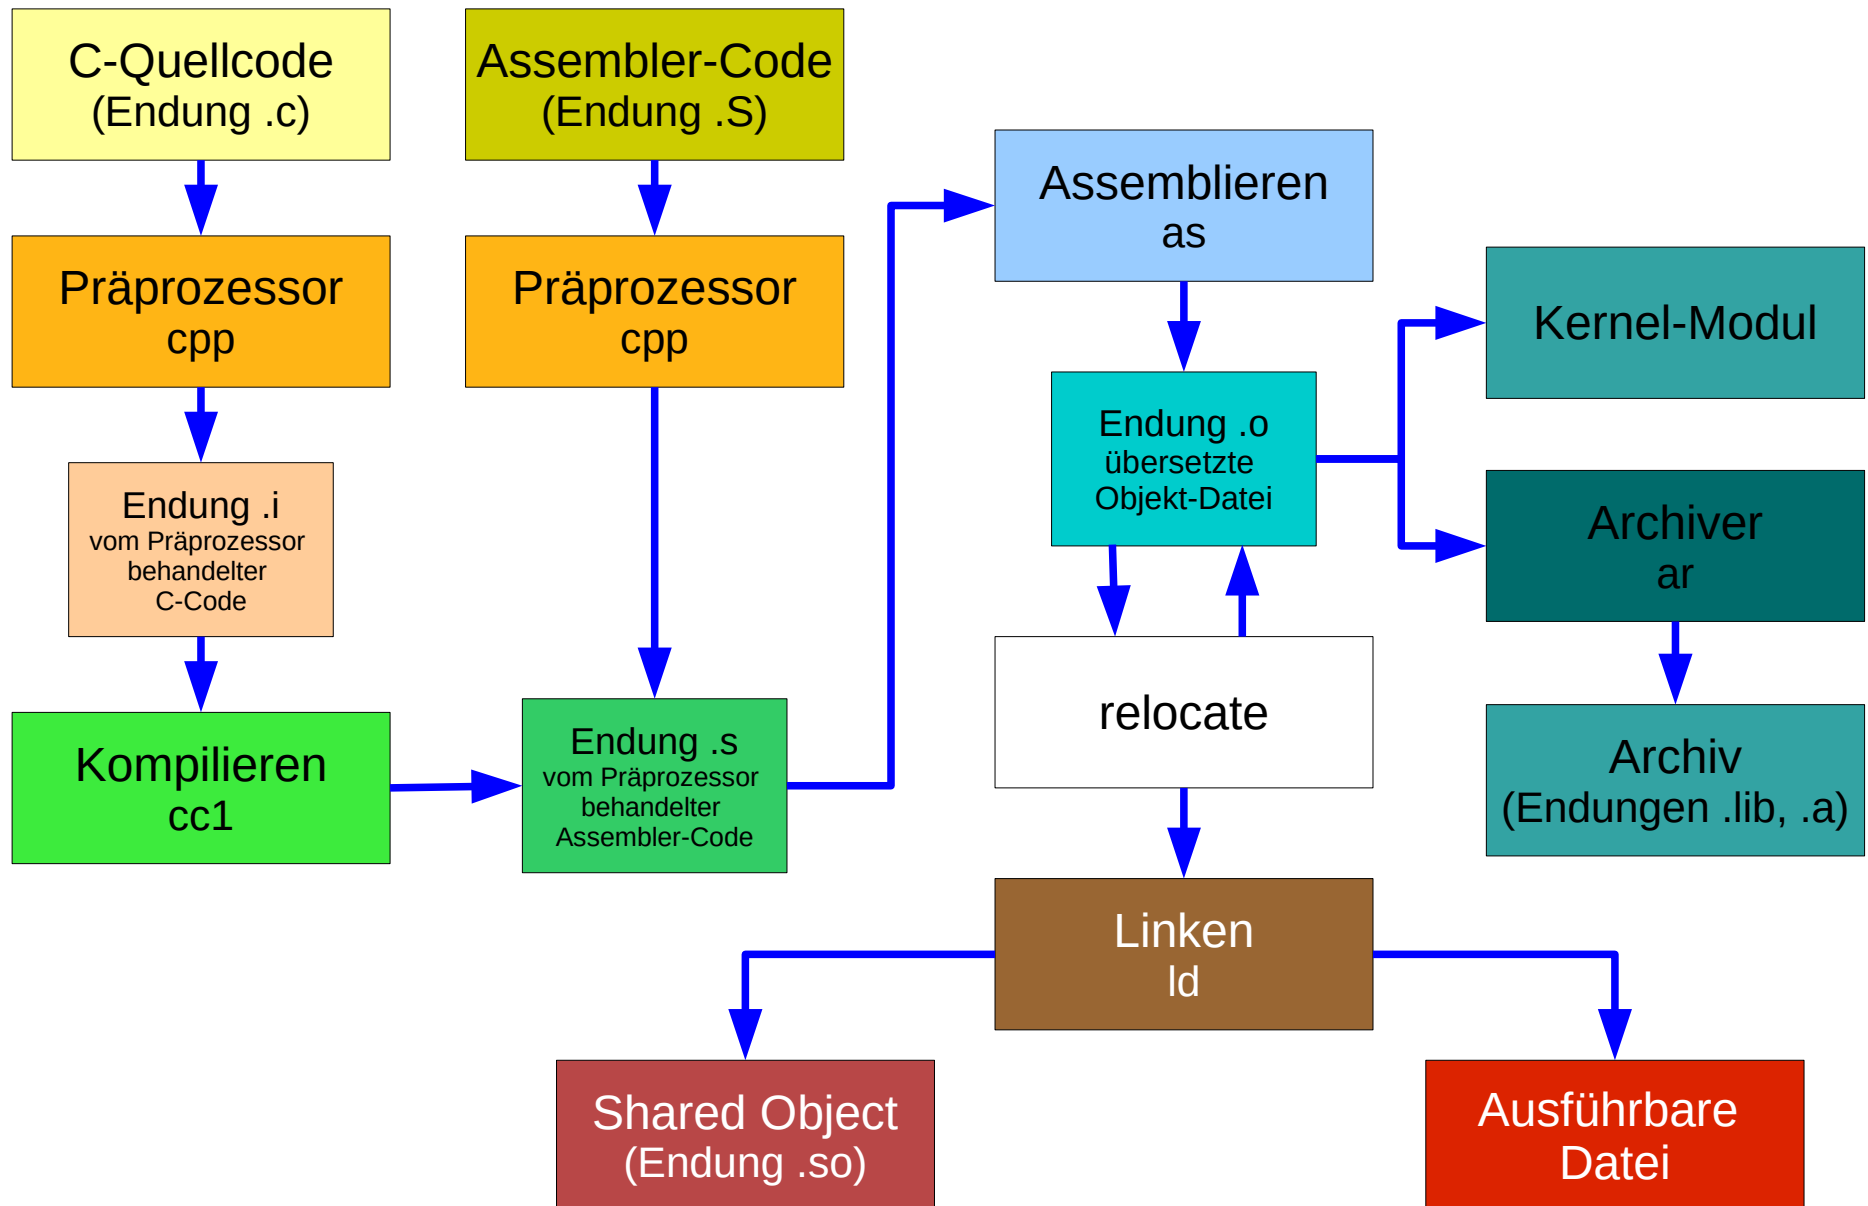 C-Quellcode
(Endung .c)
Assembler-Code
(Endung .S)
Präprozessor
cpp
Präprozessor
cpp
Endung .i
vom Präprozessor
behandelter
C-Code
Kompilieren
cc1
Endung .s
vom Präprozessor
behandelter
Assembler-Code
Assemblieren
as
Endung .o
übersetzte
Objekt-Datei
relocate
Kernel-Modul
Archiver
ar
Archiv
(Endungen .lib, .a)
Linken
ld
Shared Object
(Endung .so)
Ausführbare
Datei